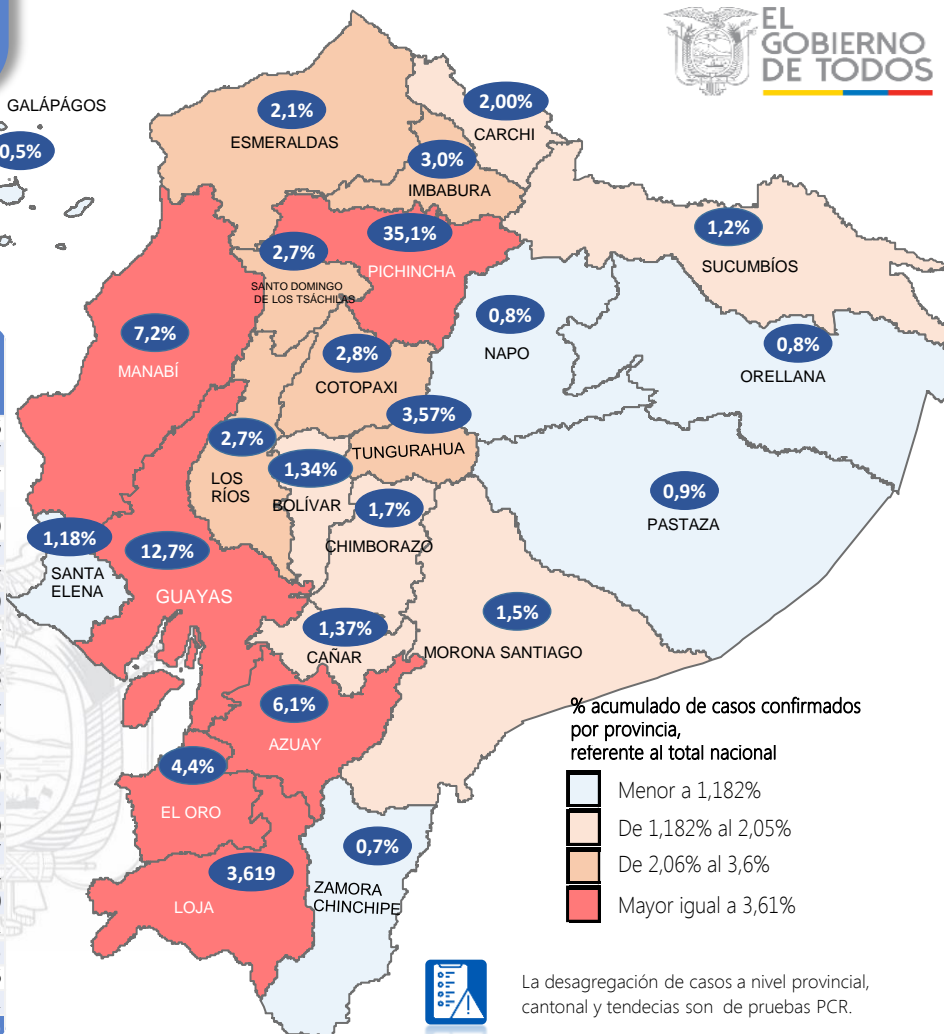 EL
GOBIERNO
DE TODOS
GALÁPÁGOS
0,5%
2,1%
ESMERALDAS
2,00%
CARCHI
3,0%
IMBABURA
35,1%
PICHINCHA
1,2%
SUCUMBÍOS
2,7%
SANTO DOMINGO
DE LOS TSÁCHILAS
7,2%
MANABÍ
0,8%
NAPO
0,8%
ORELLANA
2,8%
COTOPAXI
3,57%
TUNGURAHUA
2,7%
LOS
RÍOS
1,34%
BOLÍVAR
1,7%
CHIMBORAZO
0,9%
PASTAZA
1,18%
SANTA
ELENA
12,7%
GUAYAS
1,37%
CAÑAR
1,5%
MORONA SANTIAGO
6,1%
AZUAY
4,4%
EL ORO
3,619
LOJA
0,7%
ZAMORA
CHINCHIPE
% acumulado de casos confirmados
por provincia,
referente al total nacional
Menor a 1,182%
De 1,182% al 2,05%
De 2,06% al 3,6%
Mayor igual a 3,61%
La desagregación de casos a nivel provincial,
cantonal y tendecias son de pruebas PCR.